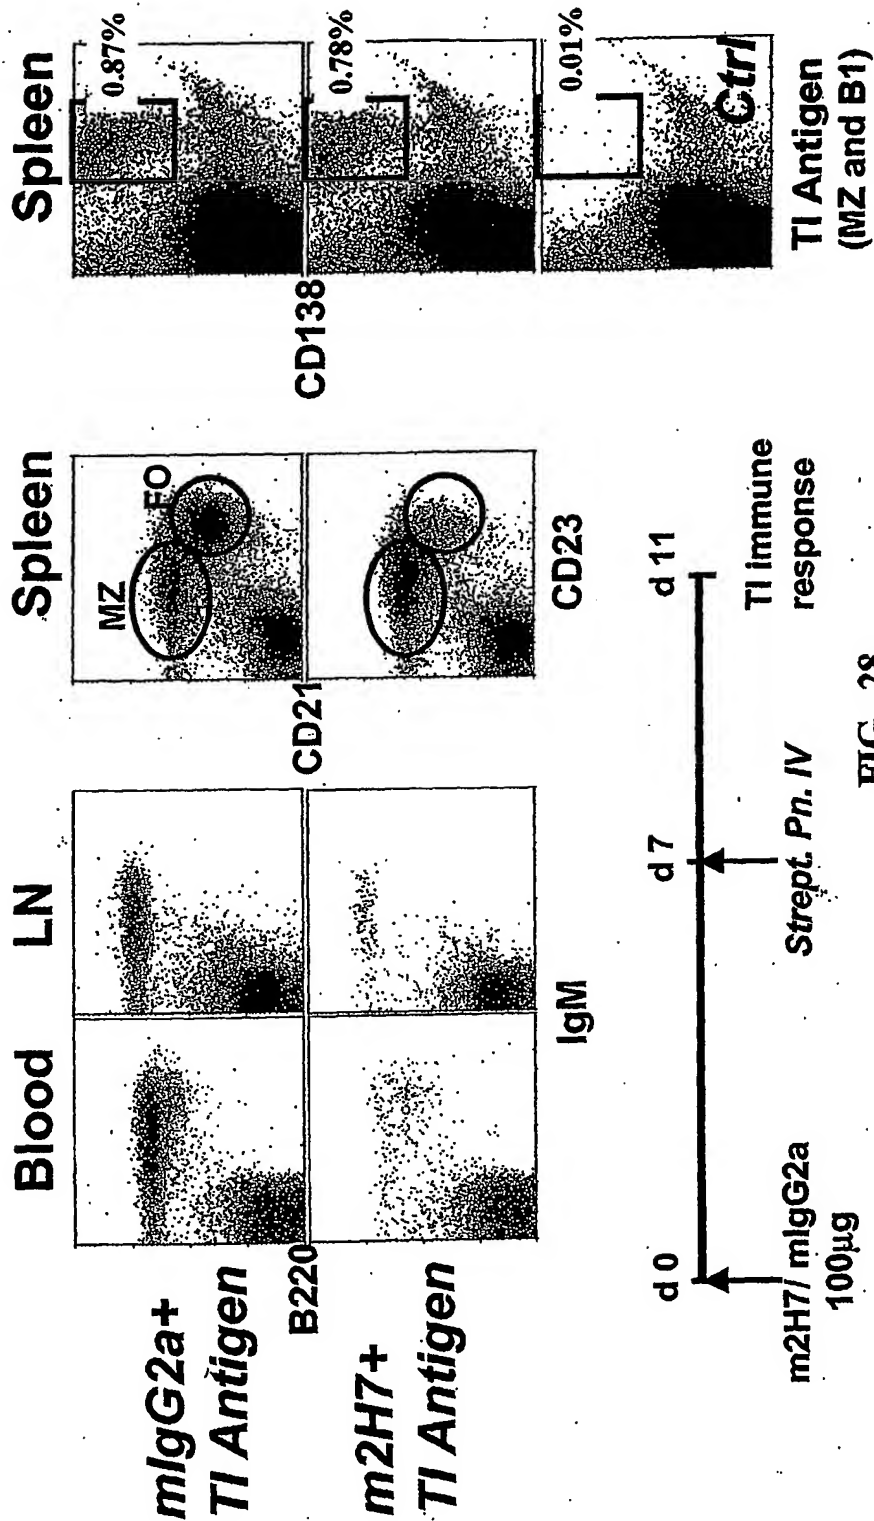 Blood
LN
Spleen
Spleen
mIgG2a+
TI Antigen
m2H7+
TI Antigen
B220
IgM
CD21
MZ
FO
CD23
CD138
0.87%
0.78%
0.01%
Ctrl
TI Antigen
(MZ and B1)
d 0
d 7
d 11
m2H7/ mIgG2a
100µg
Strept. Pn. IV
TI immune
response
FIG. 28